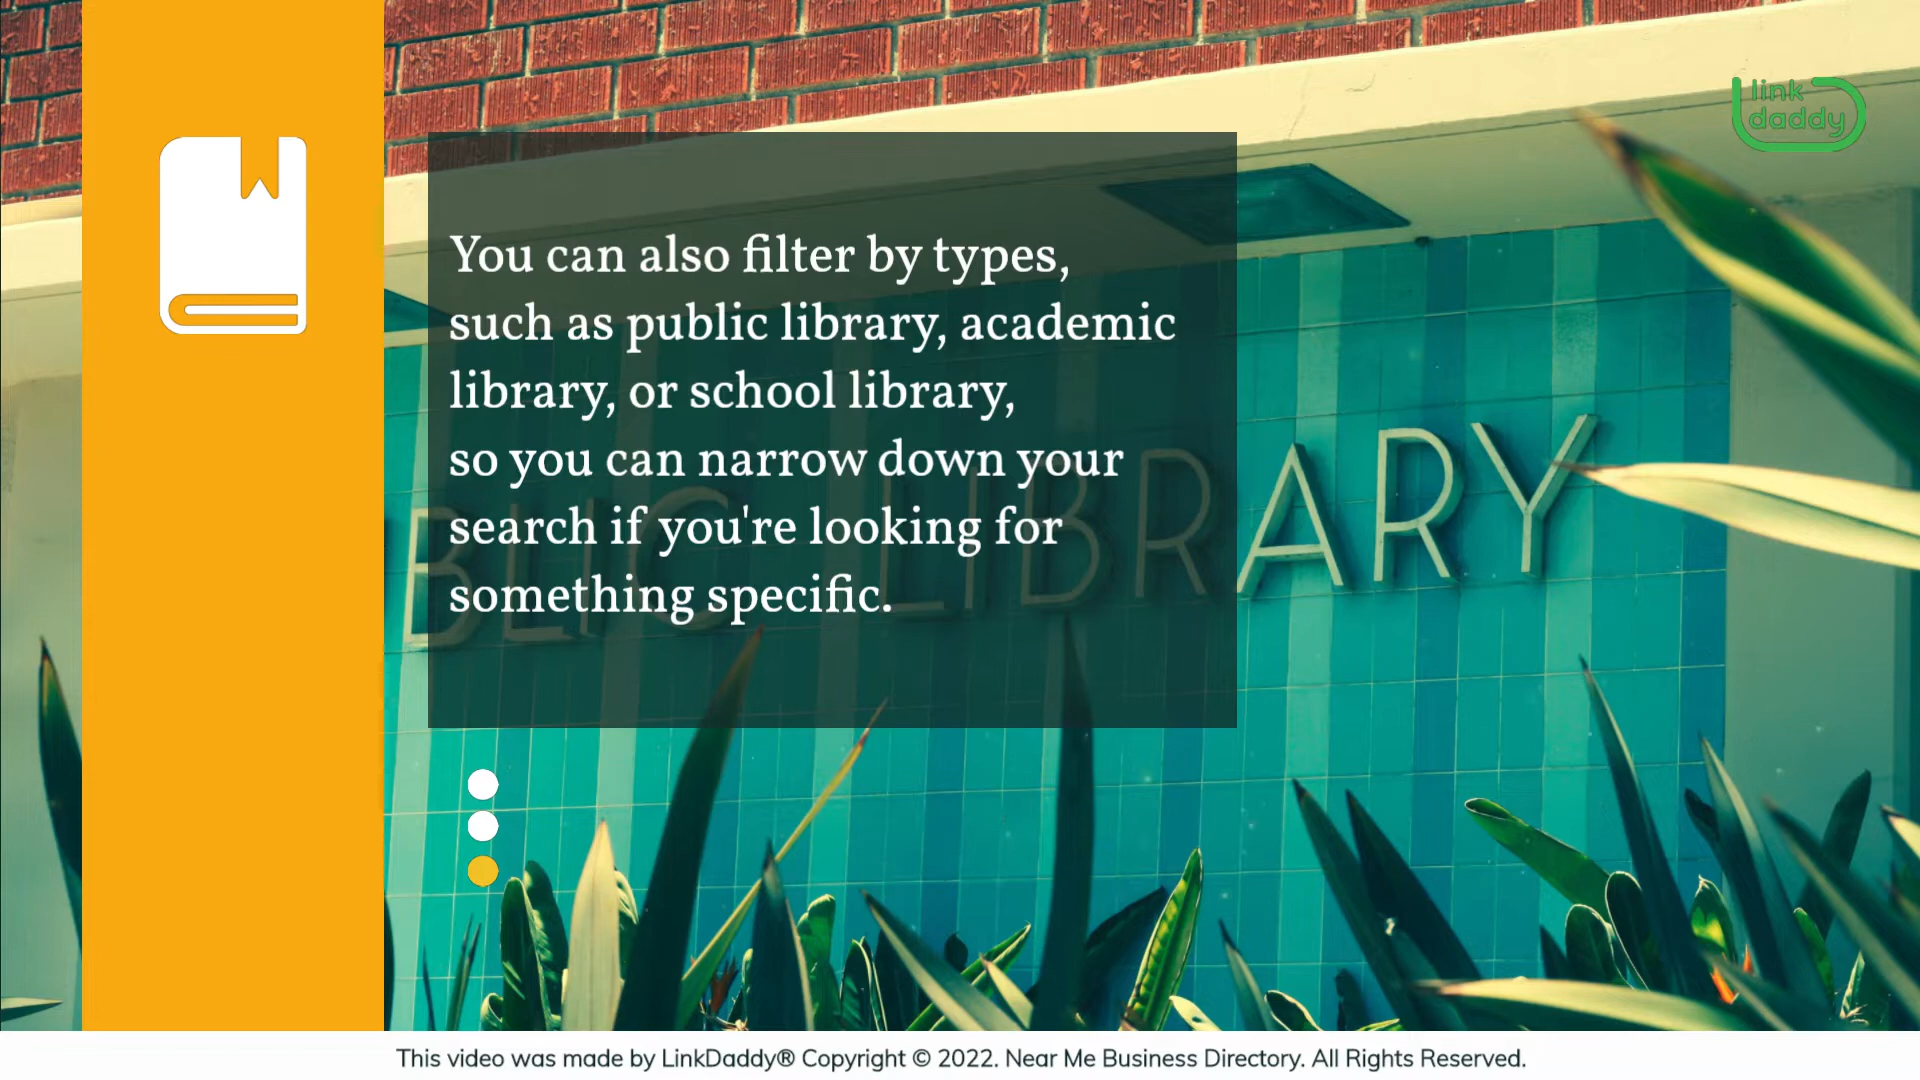 link
daddy
You can also filter by types,
such as public library, academic
library, or school library,
so you can narrow down your
search if you're looking for
something specific.
BLIC LIBRARY
This video was made by LinkDaddy® Copyright © 2022. Near Me Business Directory. All Rights Reserved.